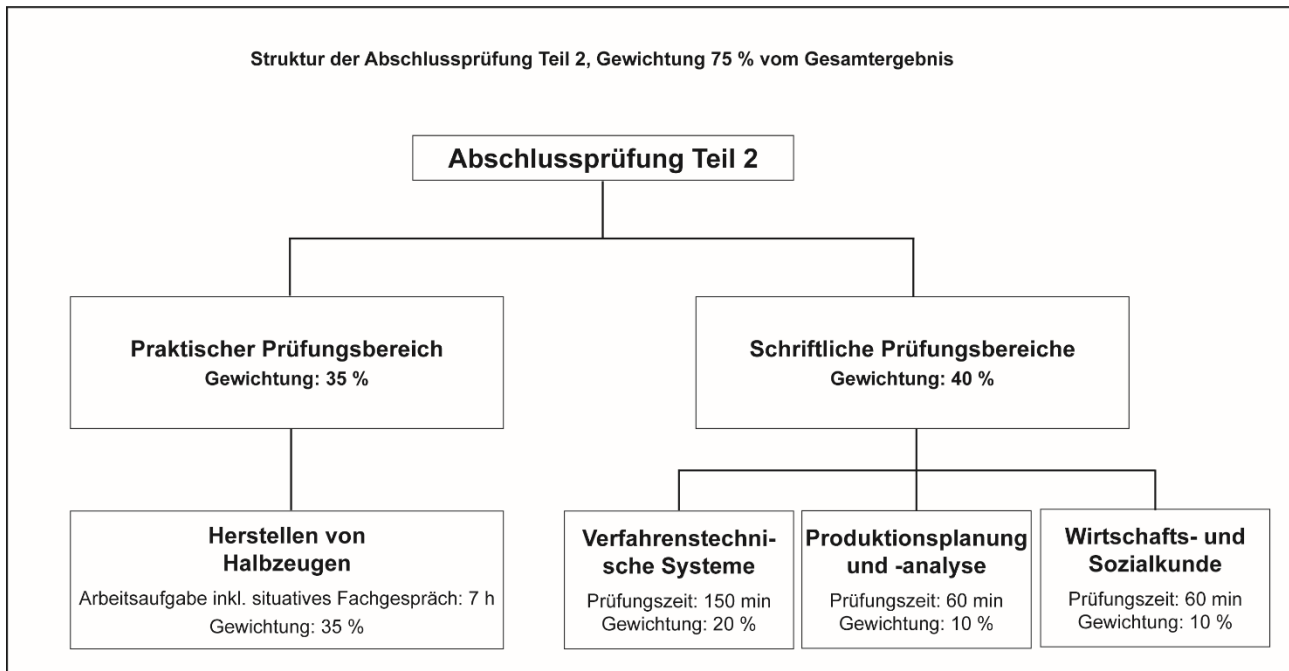 Struktur der Abschlussprüfung Teil 2, Gewichtung 75 % vom Gesamtergebnis
Abschlussprüfung Teil 2
Praktischer Prüfungsbereich
Gewichtung: 35 %
Schriftliche Prüfungsbereiche
Gewichtung: 40 %
Herstellen von
Halbzeugen
Arbeitsaufgabe inkl. situatives Fachgespräch: 7 h
Gewichtung: 35 %
Verfahrenstechni-
sche Systeme
Prüfungszeit: 150 min
Gewichtung: 20 %
Produktionsplanung
und -analyse
Prüfungszeit: 60 min
Gewichtung: 10 %
Wirtschafts- und
Sozialkunde
Prüfungszeit: 60 min
Gewichtung: 10 %